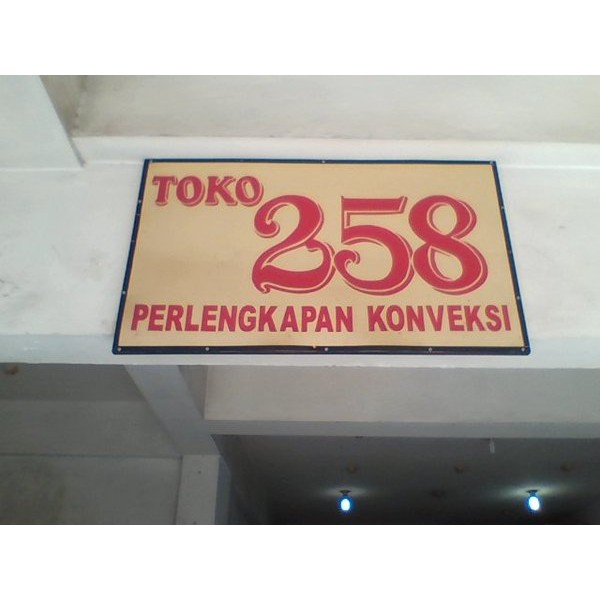 TOKO 258
PERLENGKAPAN KONVEKSI